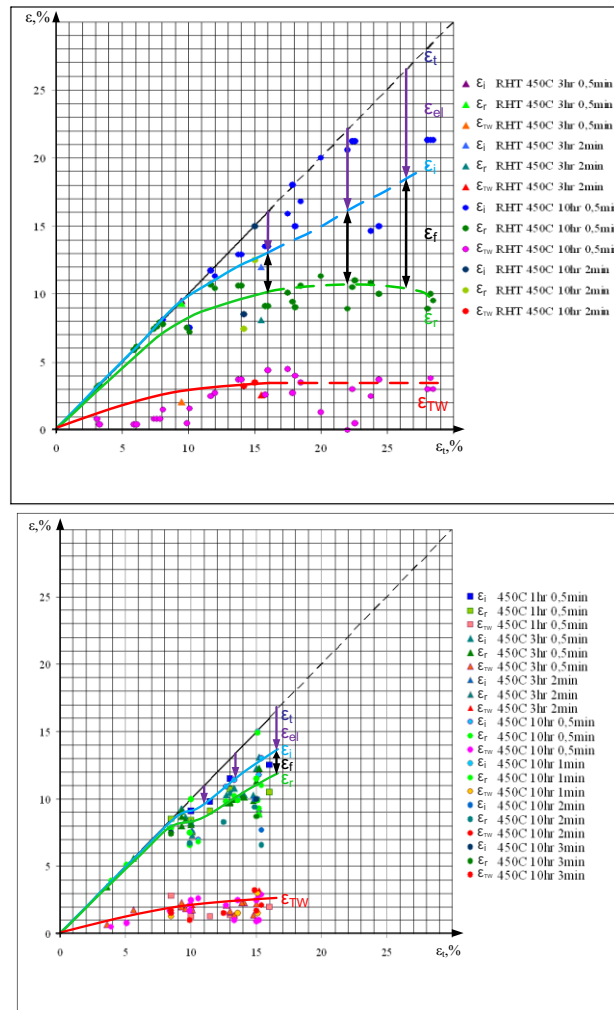 ε,%
25
20
15
10
5
0
0
5
10
15
20
25
εt,%
εt
εel
εi
εf
εr
εTW
εi RHT 450C 3hr 0,5min
εr RHT 450C 3hr 0,5min
εTW RHT 450C 3hr 0,5min
εi RHT 450C 3hr 2min
εr RHT 450C 3hr 2min
εTW RHT 450C 3hr 2min
εi RHT 450C 10hr 0,5min
εr RHT 450C 10hr 0,5min
εTW RHT 450C 10hr 0,5min
εi RHT 450C 10hr 2min
εr RHT 450C 10hr 2min
εTW RHT 450C 10hr 2min
ε,%
25
20
15
10
5
0
0
5
10
15
20
25
εt,%
εt
εel
εi
εf
εr
εTW
εi 450C 1hr 0,5min
εr 450C 1hr 0,5min
εTW 450C 1hr 0,5min
εi 450C 3hr 0,5min
εr 450C 3hr 0,5min
εTW 450C 3hr 0,5min
εi 450C 3hr 2min
εr 450C 3hr 2min
εTW 450C 3hr 2min
εi 450C 10hr 0,5min
εr 450C 10hr 0,5min
εTW 450C 10hr 0,5min
εi 450C 10hr 1min
εr 450C 10hr 1min
εTW 450C 10hr 1min
εi 450C 10hr 2min
εr 450C 10hr 2min
εTW 450C 10hr 2min
εi 450C 10hr 3min
εr 450C 10hr 3min
εTW 450C 10hr 3min